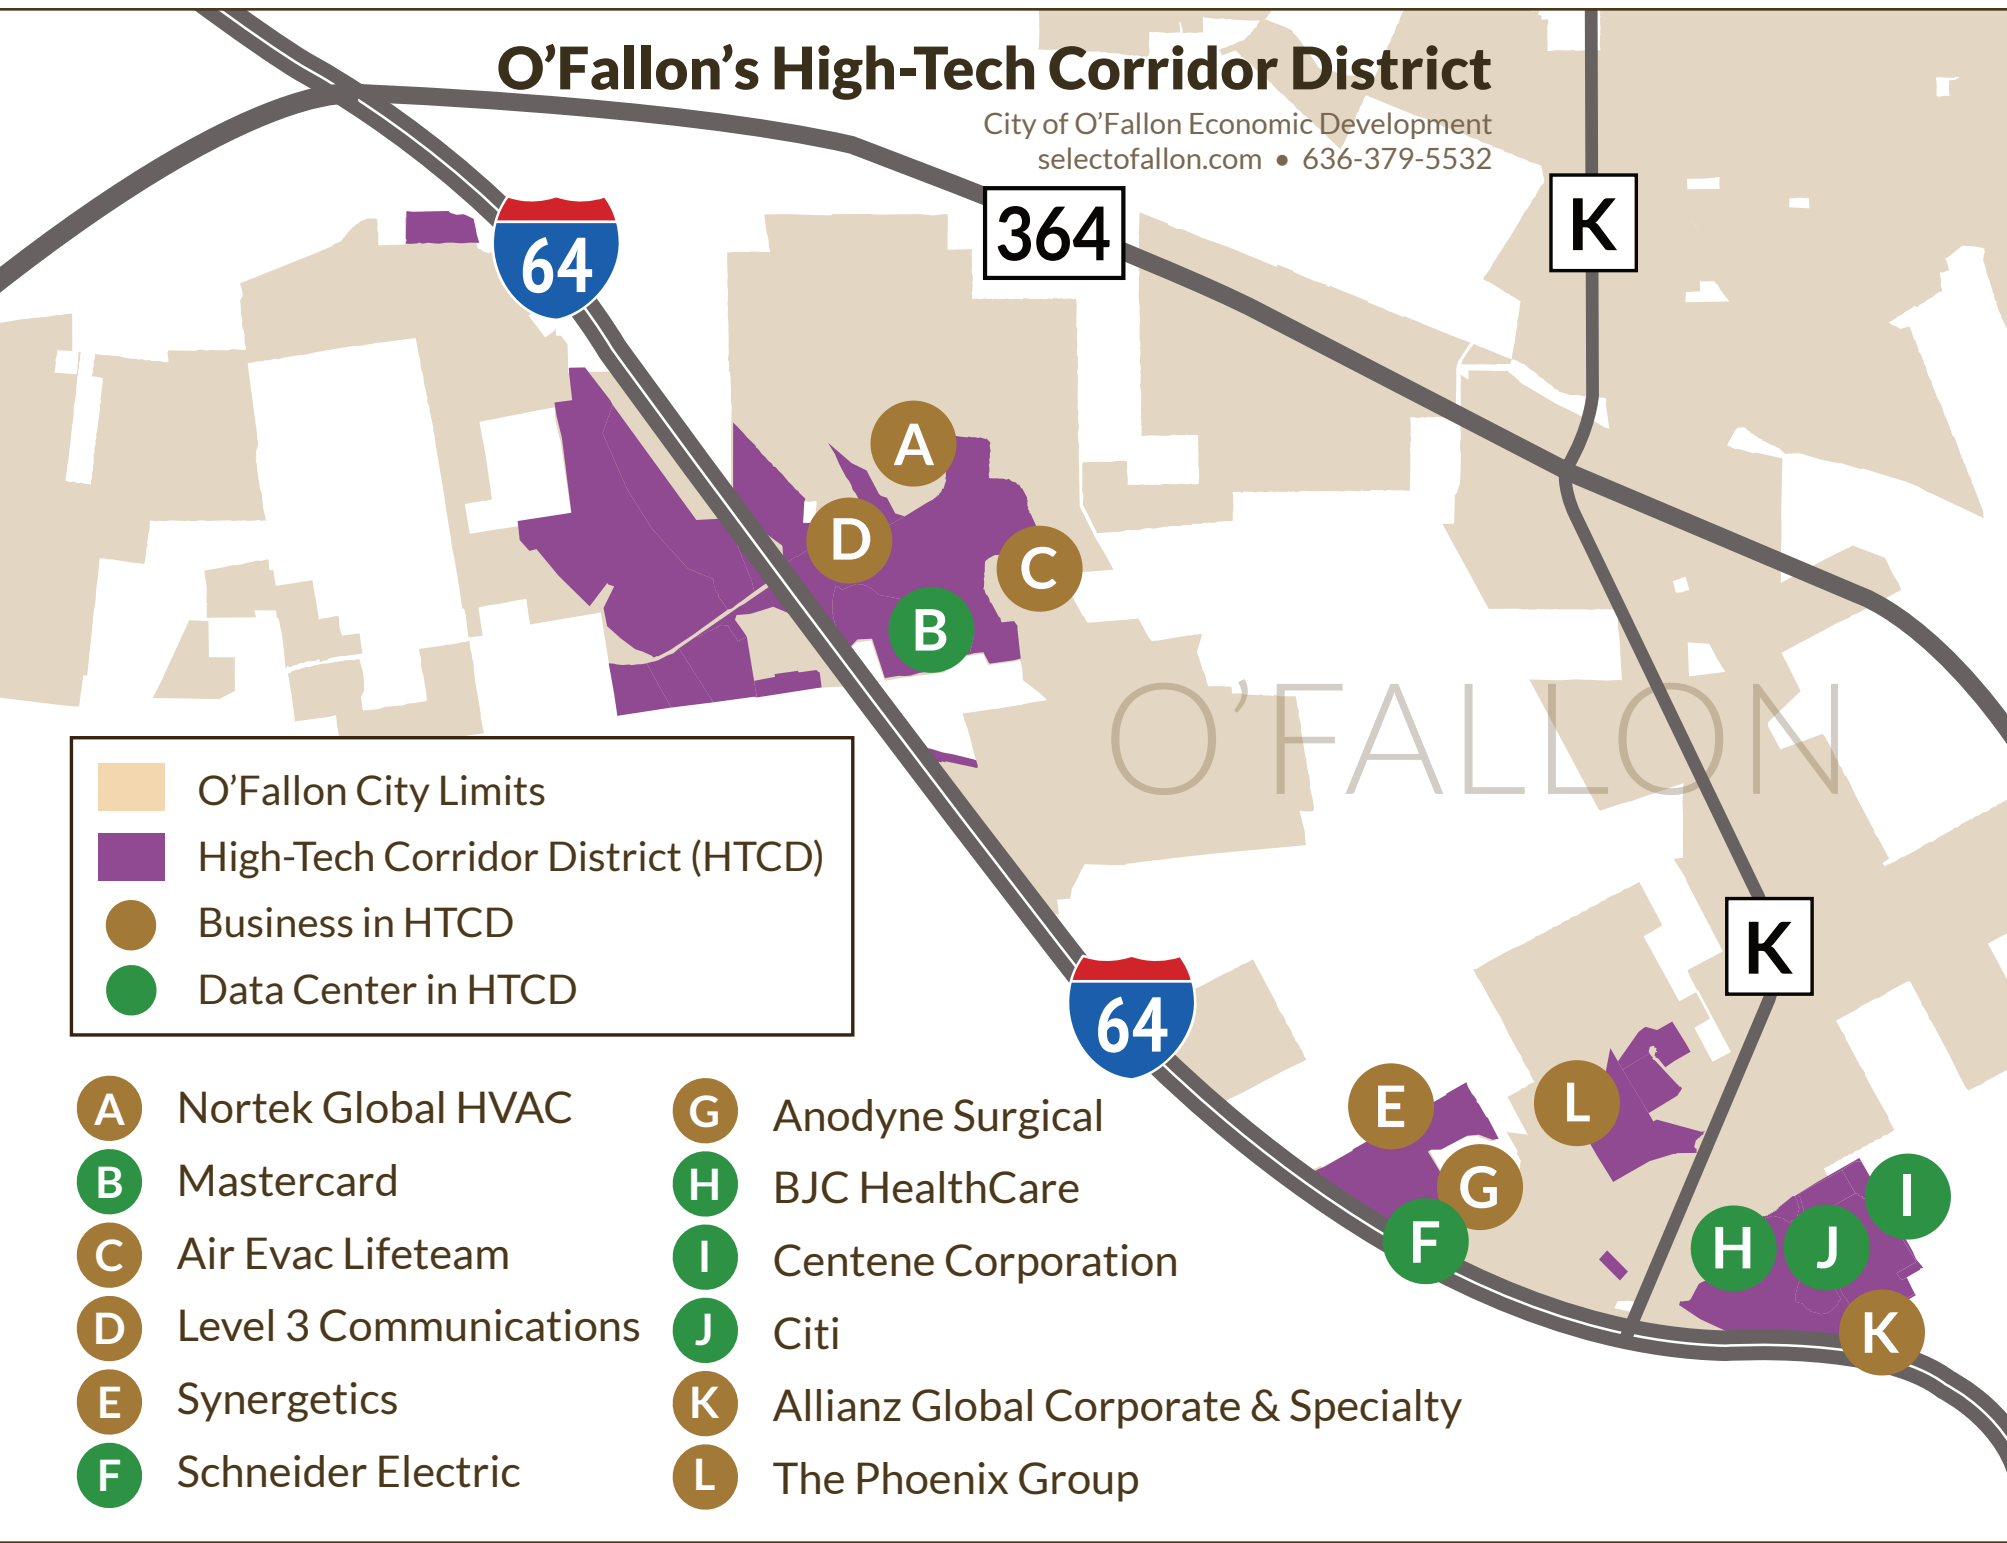 O'Fallon's High-Tech Corridor District
City of O'Fallon Economic Development
selectofallon.com • 636-379-5532
K
364
64
A
D
C
B
O'FALLON
K
64
E
L
G
F
H
J
I
K
O'Fallon City Limits
High-Tech Corridor District (HTCD)
Business in HTCD
Data Center in HTCD
A Nortek Global HVAC
B Mastercard
C Air Evac Lifeteam
D Level 3 Communications
E Synergetics
F Schneider Electric
G Anodyne Surgical
H BJC HealthCare
I Centene Corporation
J Citi
K Allianz Global Corporate & Specialty
L The Phoenix Group